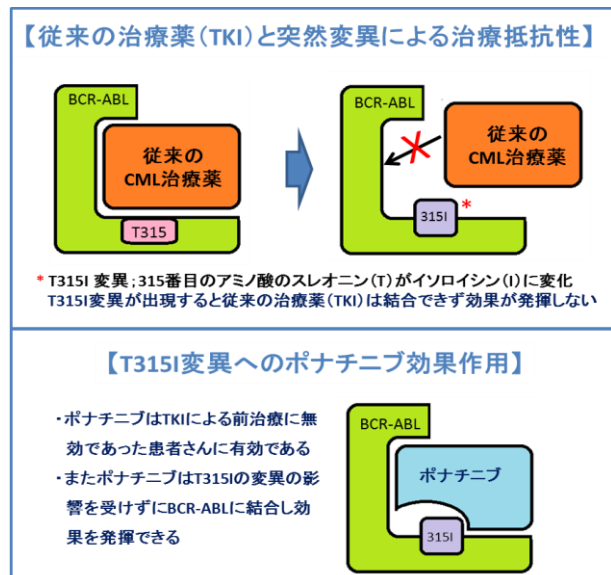 【従来の治療薬(TKI)と突然変異による治療抵抗性】
BCR-ABL
従来の
CML治療薬
T315
BCR-ABL
従来の
CML治療薬
315I
*
* T315I 変異;315番目のアミノ酸のスレオニン(T)がイソロイシン(I)に変化
T315I変異が出現すると従来の治療薬(TKI)は結合できず効果が発揮しない
【T315I変異へのポナチニブ効果作用】
・ポナチニブはTKIによる前治療に無
効であった患者さんに有効である
・またポナチニブはT315Iの変異の影
響を受けずにBCR-ABLに結合し効
果を発揮できる
BCR-ABL
ポナチニブ
315I